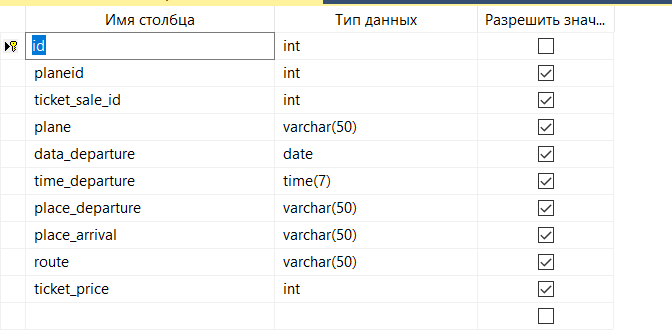 Имя столбца Тип данных Разрешить знач...
id int
planeid int
ticket_sale_id int
plane varchar(50)
data_departure date
time_departure time(7)
place_departure varchar(50)
place_arrival varchar(50)
route varchar(50)
ticket_price int